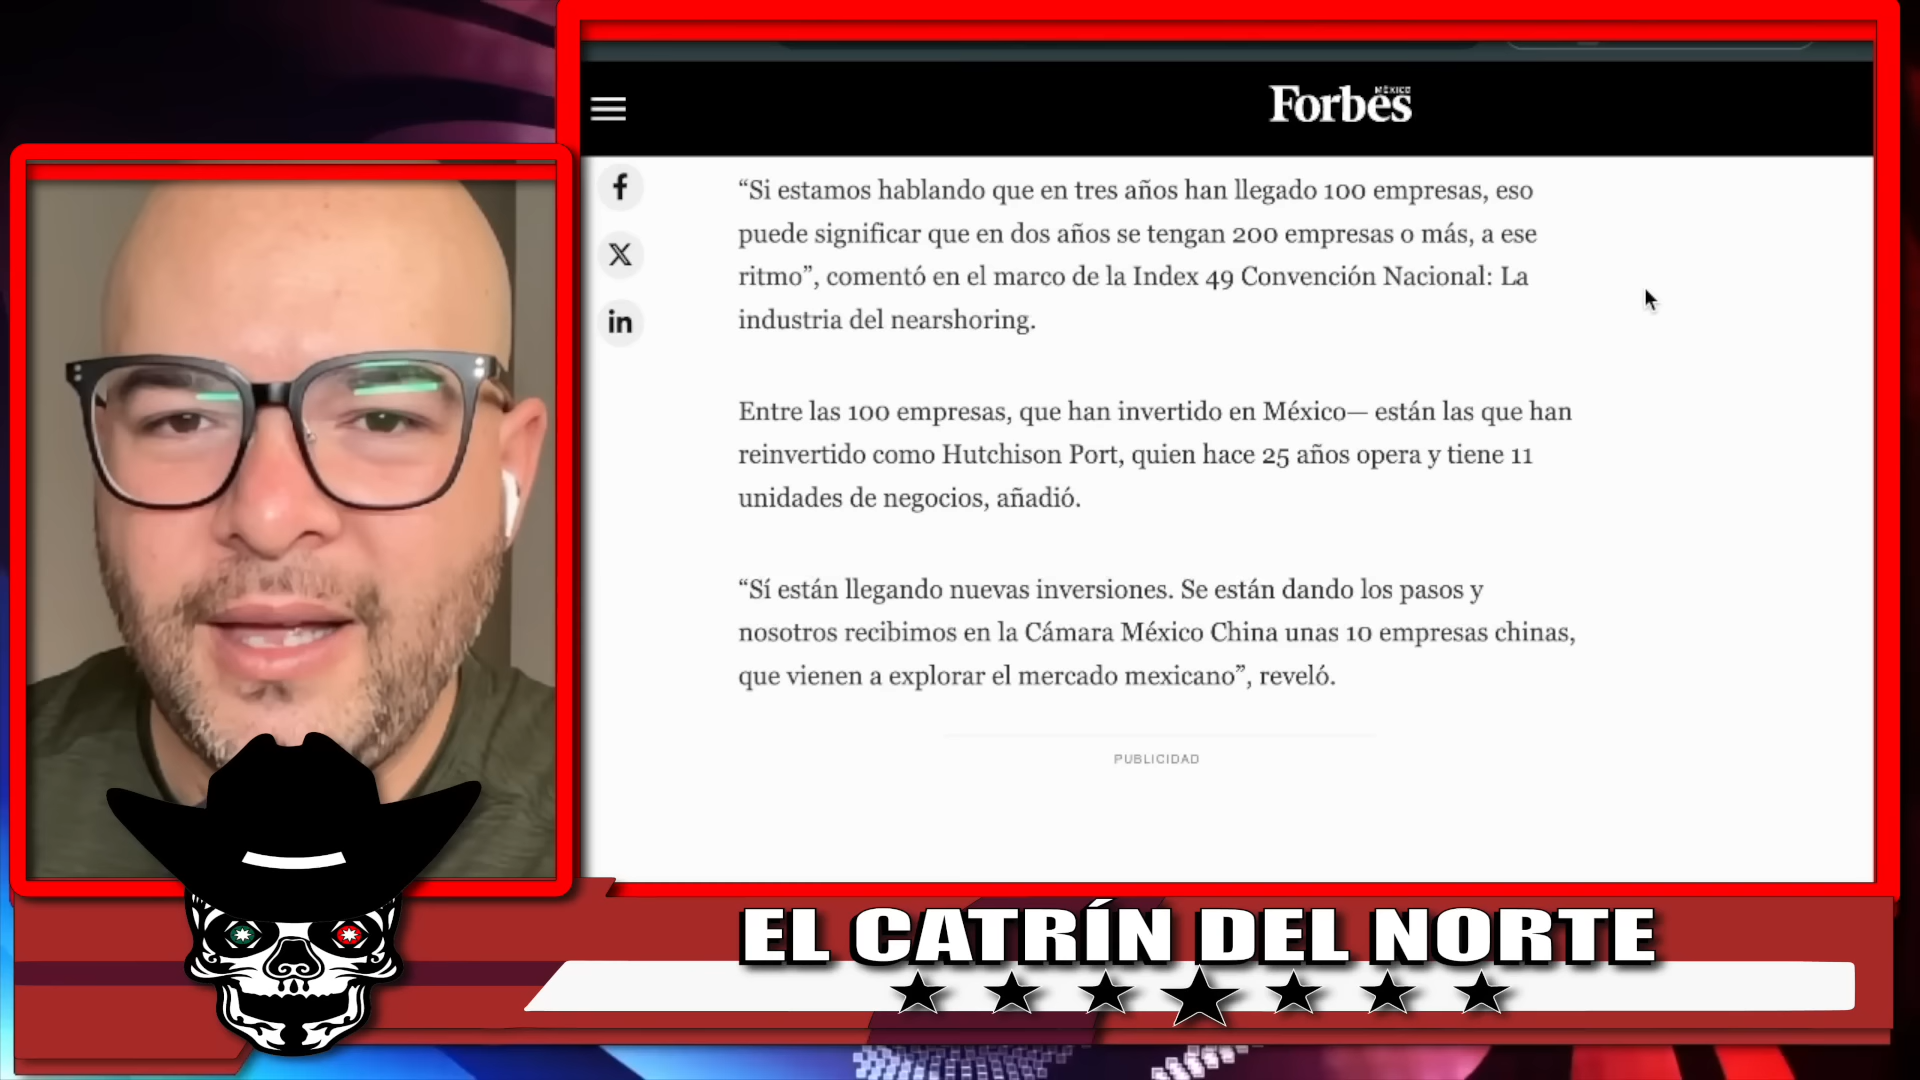 Forbes
MÉXICO
“Si estamos hablando que en tres años han llegado 100 empresas, eso
puede significar que en dos años se tengan 200 empresas o más, a ese
ritmo”, comentó en el marco de la Index 49 Convención Nacional: La
industria del nearshoring.
Entre las 100 empresas, que han invertido en México— están las que han
reinvertido como Hutchison Port, quien hace 25 años opera y tiene 11
unidades de negocios, añadió.
“Sí están llegando nuevas inversiones. Se están dando los pasos y
nosotros recibimos en la Cámara México China unas 10 empresas chinas,
que vienen a explorar el mercado mexicano”, reveló.
PUBLICIDAD
EL CATRÍN DEL NORTE